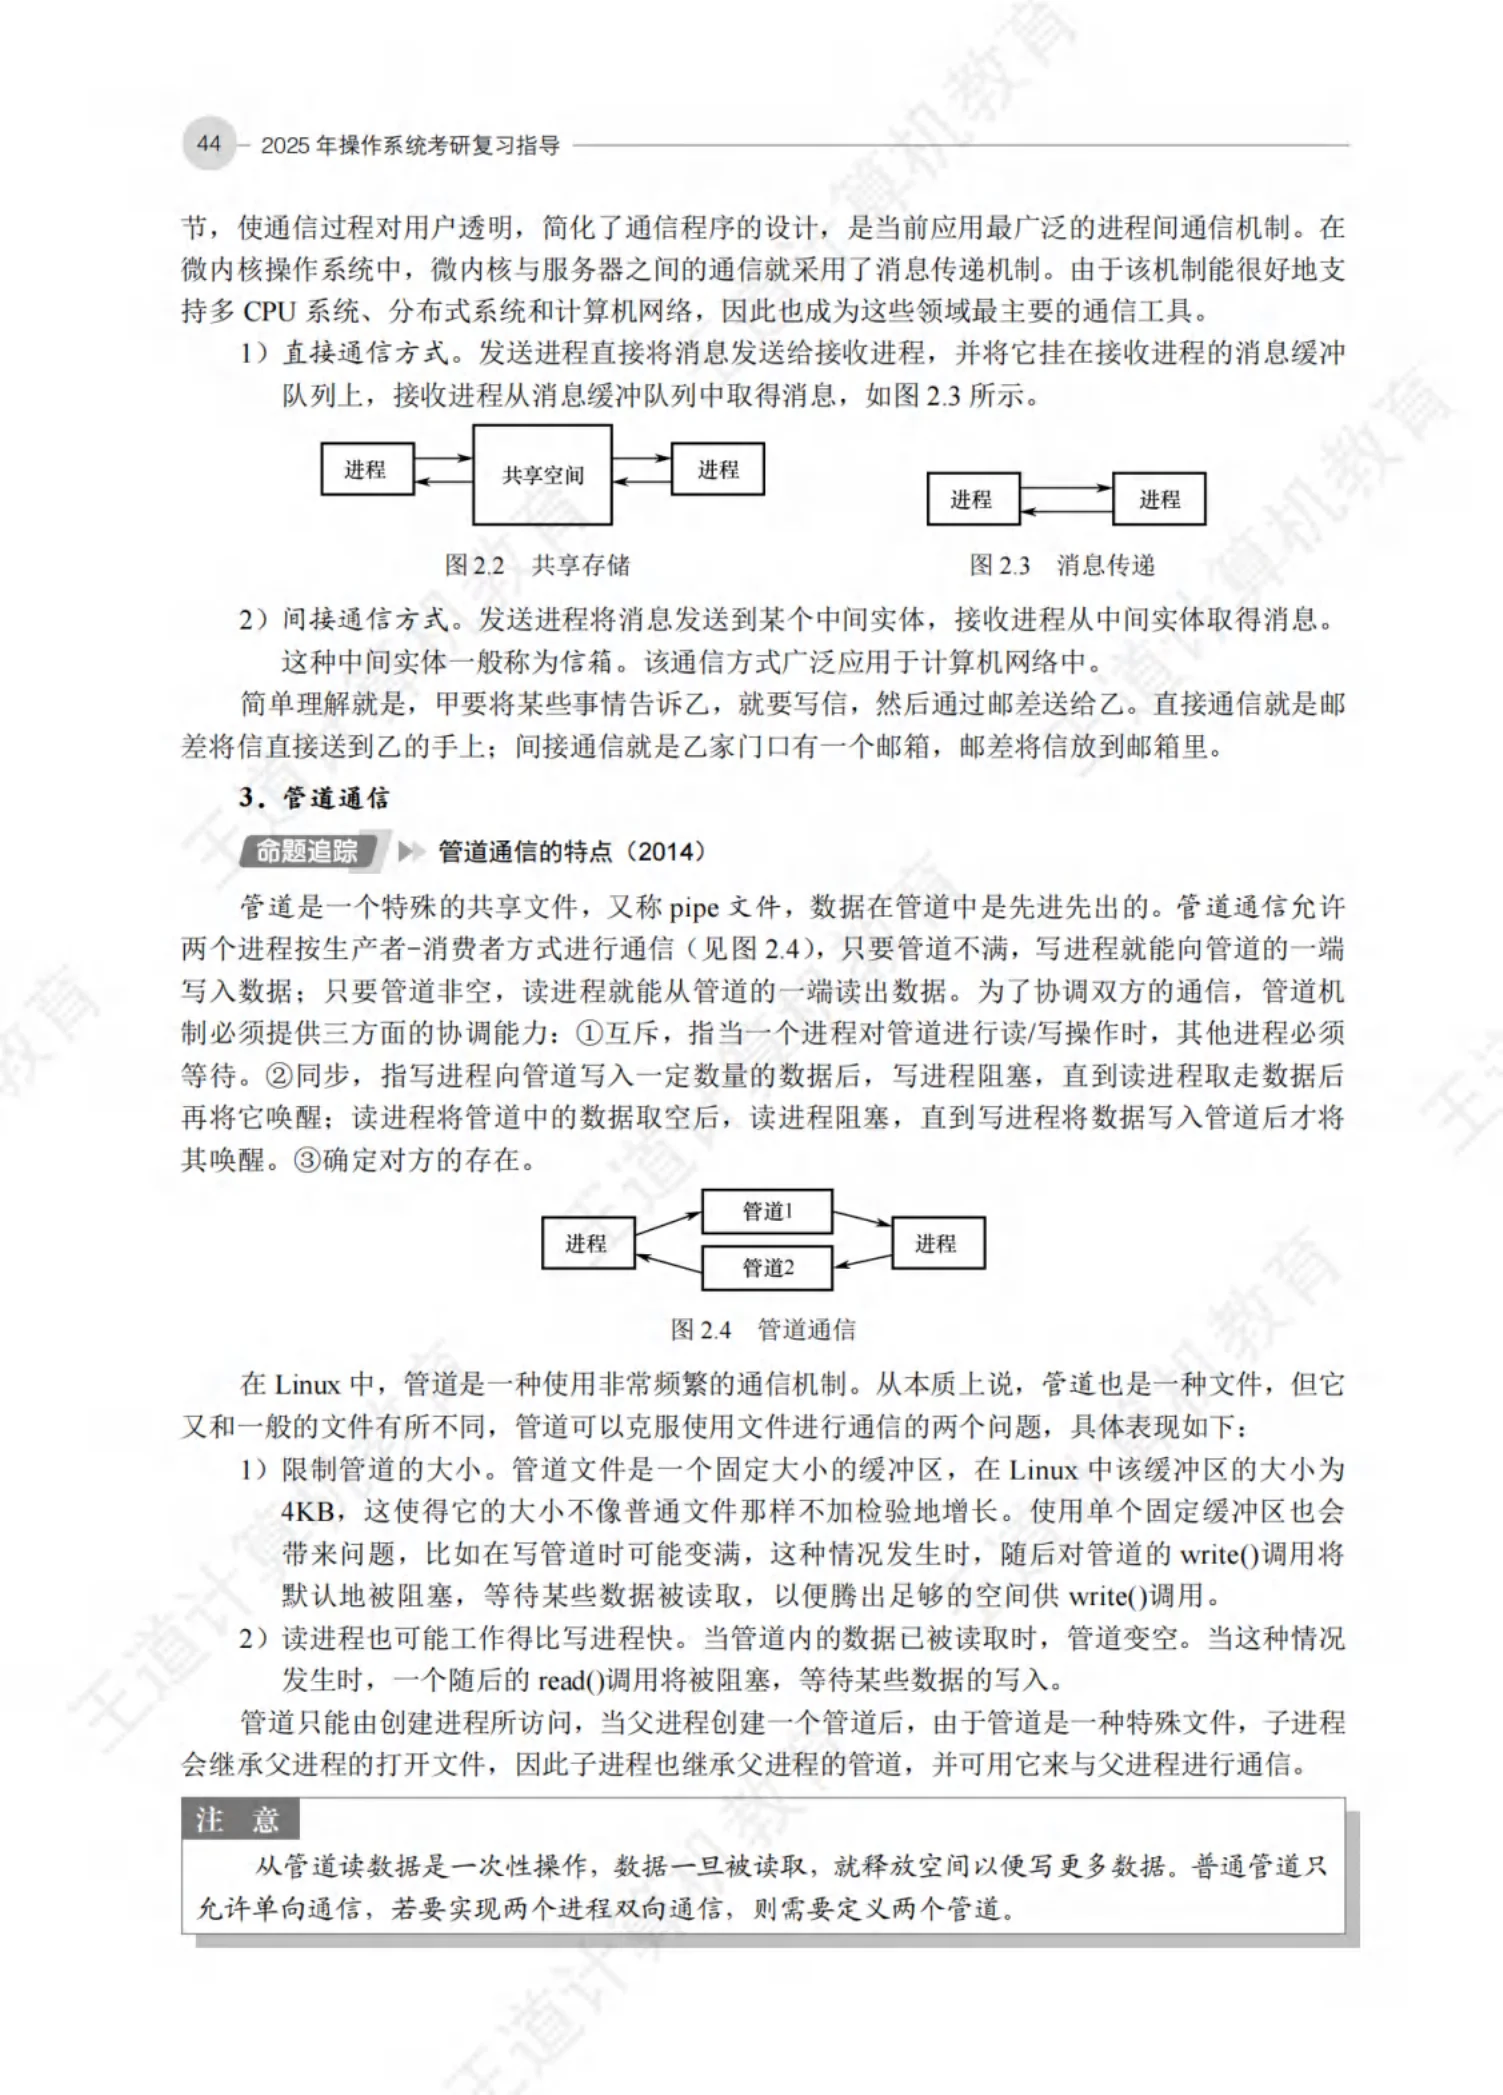 44
2025 年操作系统考研复习指导
节，使通信过程对用户透明，简化了通信程序的设计，是当前应用最广泛的进程间通信机制。在
微内核操作系统中，微内核与服务器之间的通信就采用了消息传递机制。由于该机制能很好地支
持多 CPU 系统、分布式系统和计算机网络，因此也成为这些领域最主要的通信工具。
1）直接通信方式。发送进程直接将消息发送给接收进程，并将它挂在接收进程的消息缓冲
队列上，接收进程从消息缓冲队列中取得消息，如图 2.3 所示。
进程
共享空间
进程
进程
进程
图 2.2 共享存储
图 2.3 消息传递
2）间接通信方式。发送进程将消息发送到某个中间实体，接收进程从中间实体取得消息。
这种中间实体一般称为信箱。该通信方式广泛应用于计算机网络中。
简单理解就是，甲要将某些事情告诉乙，就要写信，然后通过邮差送给乙。直接通信就是邮
差将信直接送到乙的手上；间接通信就是乙家门口有一个邮箱，邮差将信放到邮箱里。
3．管道通信
命题追踪 管道通信的特点（2014）
管道是一个特殊的共享文件，又称 pipe 文件，数据在管道中是先进先出的。管道通信允许
两个进程按生产者-消费者方式进行通信（见图 2.4），只要管道不满，写进程就能向管道的一端
写入数据；只要管道非空，读进程就能从管道的一端读出数据。为了协调双方的通信，管道机
制必须提供三方面的协调能力：①互斥，指当一个进程对管道进行读/写操作时，其他进程必须
等待。②同步，指写进程向管道写入一定数量的数据后，写进程阻塞，直到读进程取走数据后
再将它唤醒；读进程将管道中的数据取空后，读进程阻塞，直到写进程将数据写入管道后才将
其唤醒。③确定对方的存在。
管道1
进程
进程
管道2
图 2.4 管道通信
在 Linux 中，管道是一种使用非常频繁的通信机制。从本质上说，管道也是一种文件，但它
又和一般的文件有所不同，管道可以克服使用文件进行通信的两个问题，具体表现如下：
1）限制管道的大小。管道文件是一个固定大小的缓冲区，在 Linux 中该缓冲区的大小为
4KB，这使得它的大小不像普通文件那样不加检验地增长。使用单个固定缓冲区也会
带来问题，比如在写管道时可能变满，这种情况发生时，随后对管道的 write()调用将
默认地被阻塞，等待某些数据被读取，以便腾出足够的空间供 write()调用。
2）读进程也可能工作得比写进程快。当管道内的数据已被读取时，管道变空。当这种情况
发生时，一个随后的 read()调用将被阻塞，等待某些数据的写入。
管道只能由创建进程所访问，当父进程创建一个管道后，由于管道是一种特殊文件，子进程
会继承父进程的打开文件，因此子进程也继承父进程的管道，并可用它来与父进程进行通信。
注 意
从管道读数据是一次性操作，数据一旦被读取，就释放空间以便写更多数据。普通管道只
允许单向通信，若要实现两个进程双向通信，则需要定义两个管道。
王道计算机教育